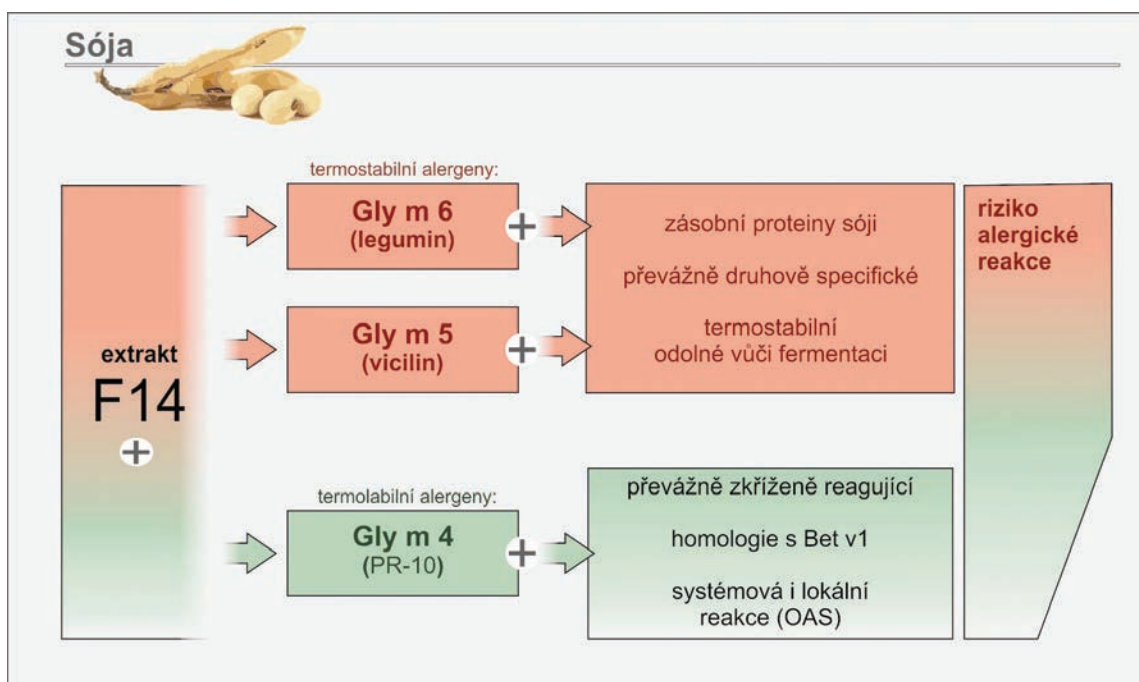 Sója
extrakt
F14
+
termostabilní alergeny:
Gly m 6
(legumin)
+
Gly m 5
(vicilin)
+
zásobní proteiny sóji
převážně druhově specifické
termostabilní
odolné vůči fermentaci
termolabilní alergeny:
Gly m 4
(PR-10)
+
převážně zkříženě reagující
homologie s Bet v1
systémová i lokální
reakce (OAS)
riziko
alergické
reakce